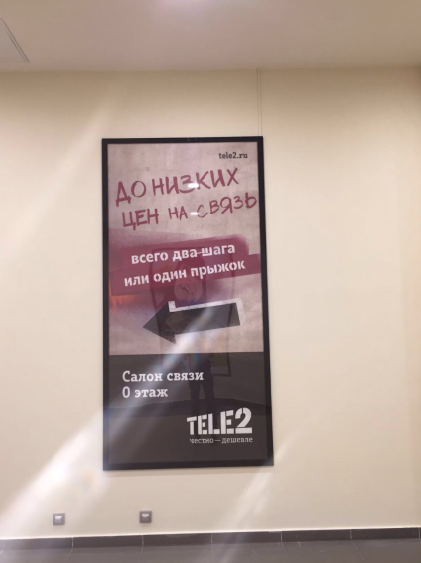 tele2.ru
ДО НИЗКИХ
ЦЕН НА СВЯЗЬ
всего два шага
или один прыжок
Салон связи
0 этаж
TELE2
честно — дешевле